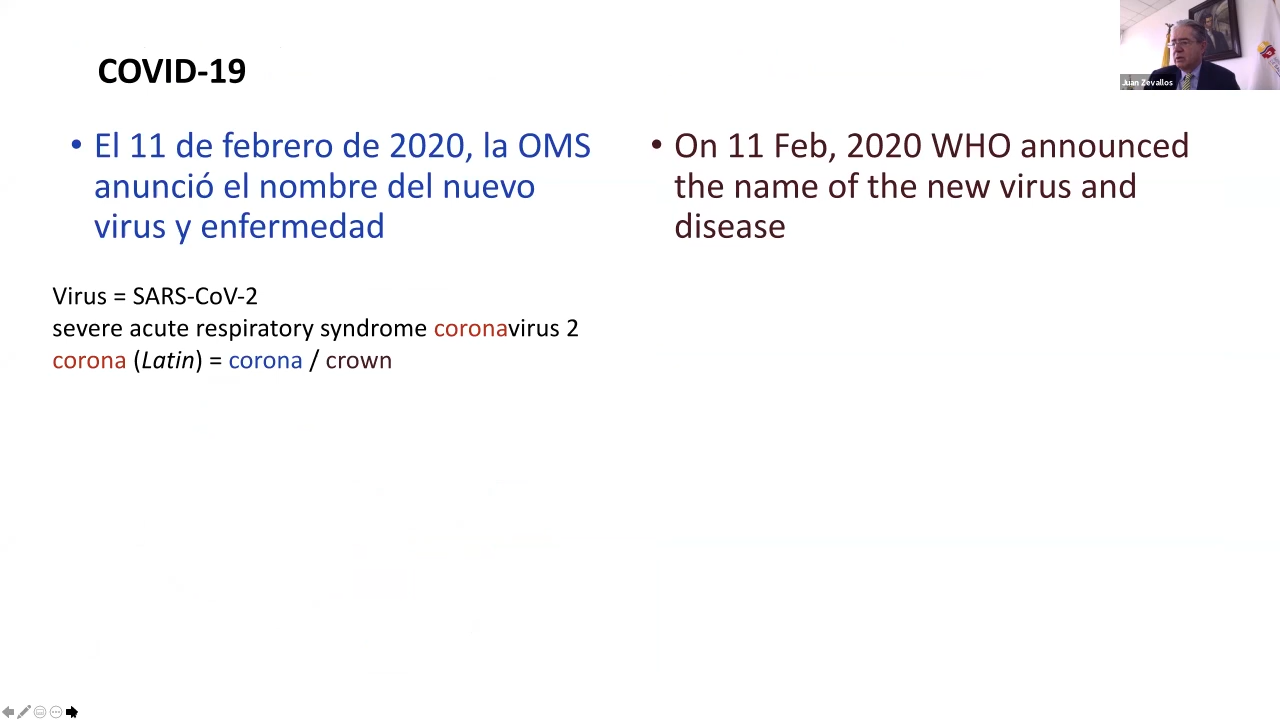 COVID-19
• El 11 de febrero de 2020, la OMS
anunció el nombre del nuevo
virus y enfermedad
• On 11 Feb, 2020 WHO announced
the name of the new virus and
disease
Virus = SARS-CoV-2
severe acute respiratory syndrome coronavirus 2
corona (Latin) = corona / crown
Juan Zevallos